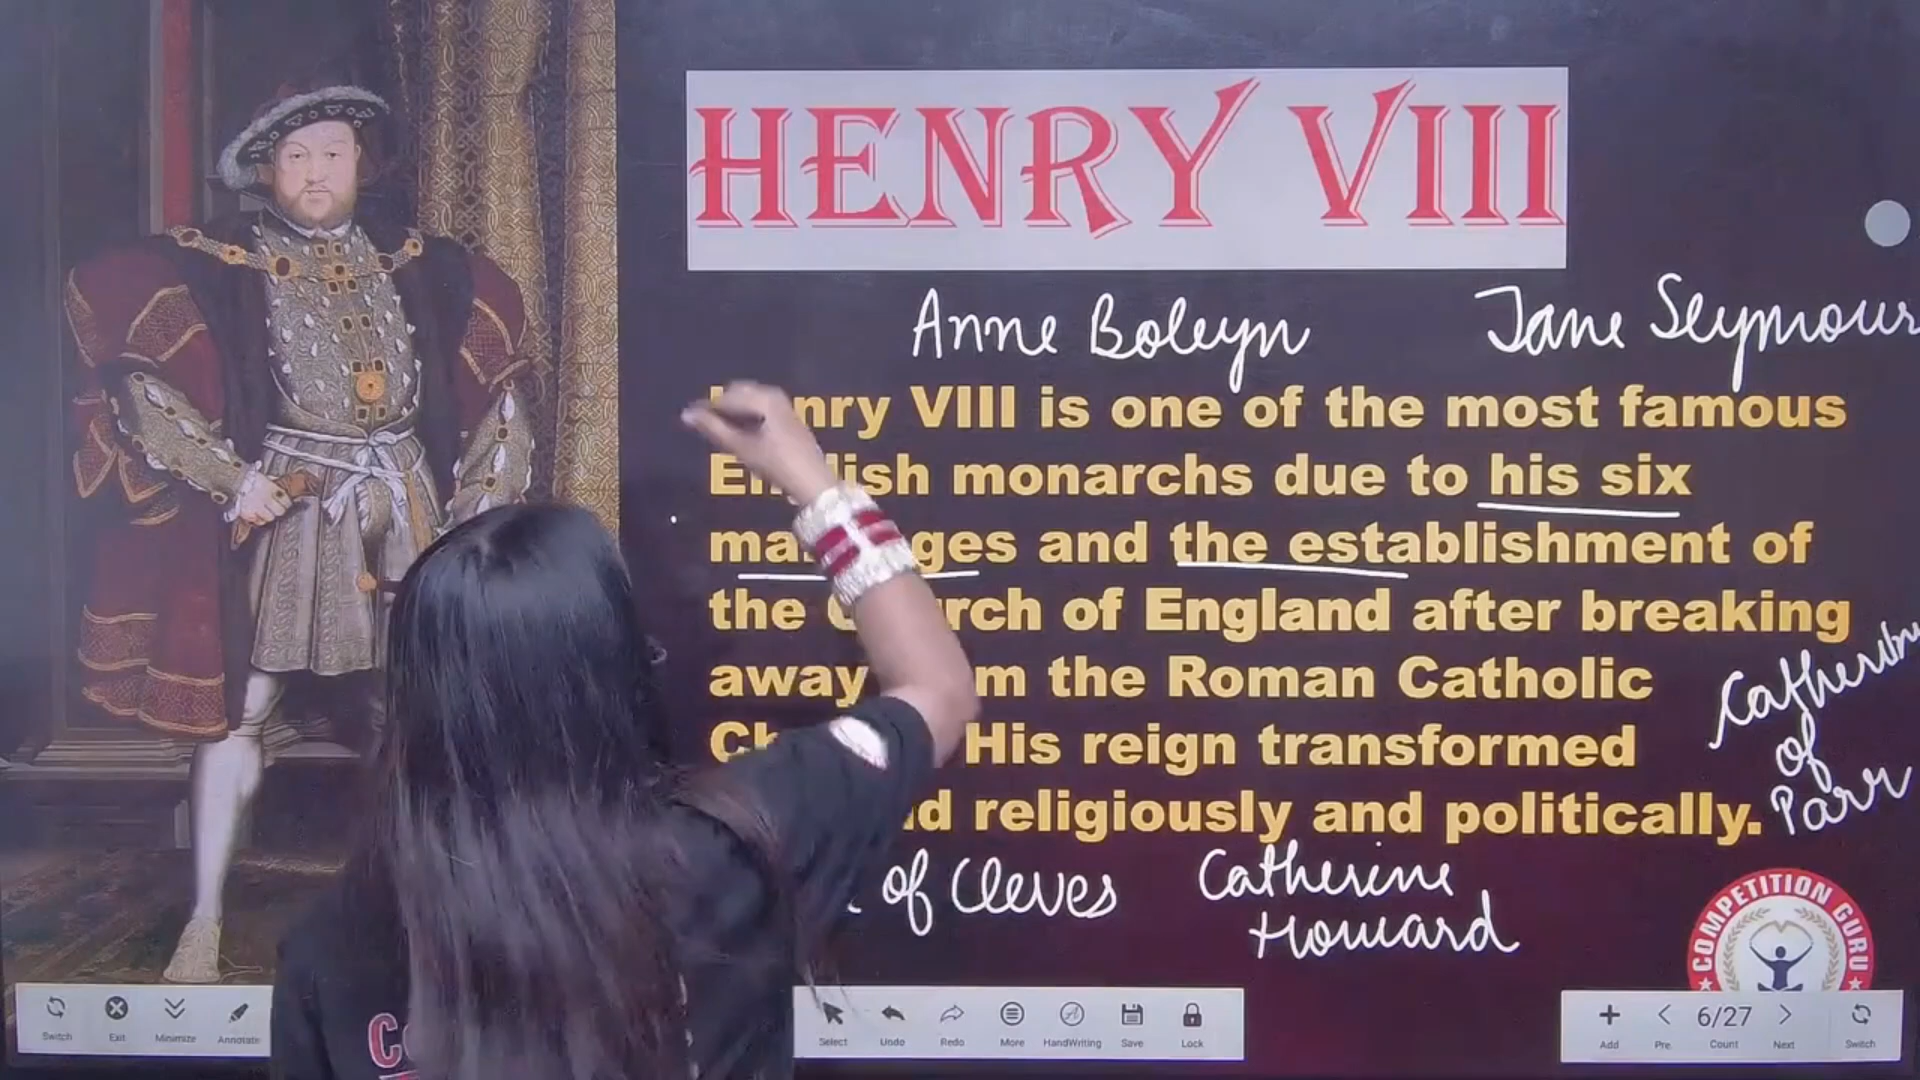 HENRY VIII
Anne Boleyn
Jane Seymour
nry VIII is one of the most famous
En lish monarchs due to his six
ma ges and the establishment of
the C rch of England after breaking
away m the Roman Catholic
Ch His reign transformed
d religiously and politically.
Catherine
of
Parr
of Cleves
Catherine
Howard
COMPETITION GURU
Switch
Exit
Minimize
Annotate
Select
Undo
Redo
More
HandWriting
Save
Lock
Add
Pre
6/27
Count
Next
Switch